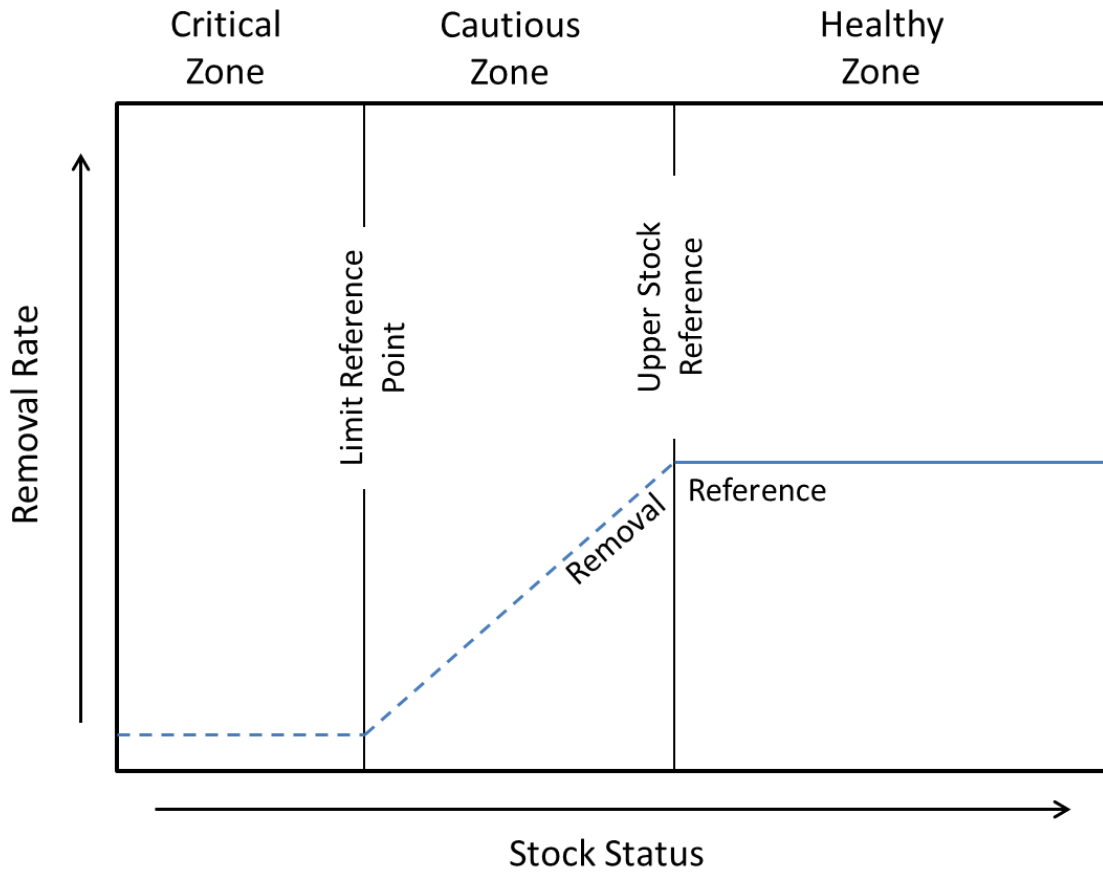 Critical
Zone
Cautious
Zone
Healthy
Zone
Removal Rate
Limit Reference
Point
Upper Stock
Reference
Removal
Reference
Stock Status